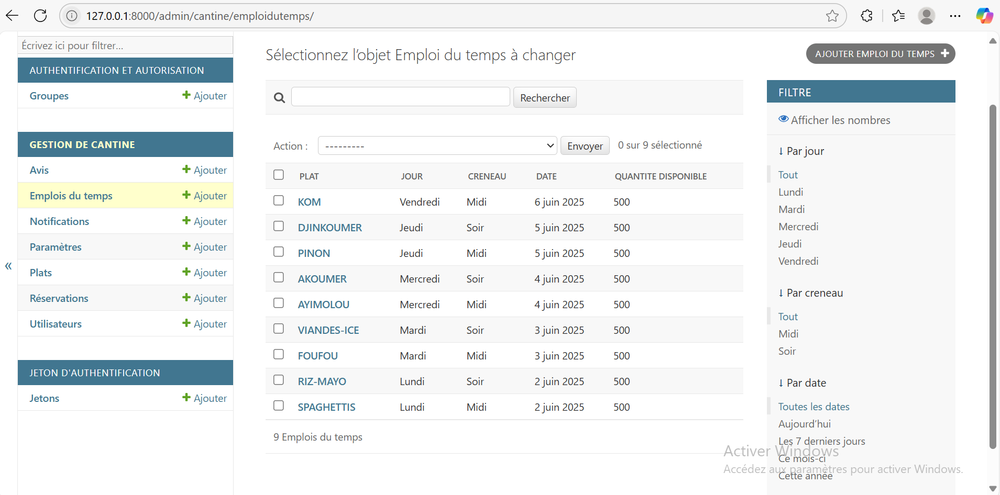 127.0.0.1:8000/admin/cantine/emploidutemps/
Écrivez ici pour filtrer…
AUTHENTIFICATION ET AUTORISATION
Groupes Ajouter
GESTION DE CANTINE
Avis Ajouter
Emplois du temps Ajouter
Notifications Ajouter
Paramètres Ajouter
Plats Ajouter
Réservations Ajouter
Utilisateurs Ajouter
JETON D'AUTHENTIFICATION
Jetons Ajouter
«
Sélectionnez l’objet Emploi du temps à changer
AJOUTER EMPLOI DU TEMPS
Rechercher
Action : --------- Envoyer 0 sur 9 sélectionné
PLAT JOUR CRENEAU DATE QUANTITE DISPONIBLE
KOM Vendredi Midi 6 juin 2025 500
DJINKOUMER Jeudi Soir 5 juin 2025 500
PINON Jeudi Midi 5 juin 2025 500
AKOUMER Mercredi Soir 4 juin 2025 500
AYIMOLOU Mercredi Midi 4 juin 2025 500
VIANDES-ICE Mardi Soir 3 juin 2025 500
FOUFOU Mardi Midi 3 juin 2025 500
RIZ-MAYO Lundi Soir 2 juin 2025 500
SPAGHETTIS Lundi Midi 2 juin 2025 500
9 Emplois du temps
FILTRE
Afficher les nombres
↓ Par jour
Tout
Lundi
Mardi
Mercredi
Jeudi
Vendredi
↓ Par creneau
Tout
Midi
Soir
↓ Par date
Toutes les dates
Aujourd’hui
Les 7 derniers jours
Ce mois-ci
Cette année
Activer Windows
Accédez aux paramètres pour activer Windows.